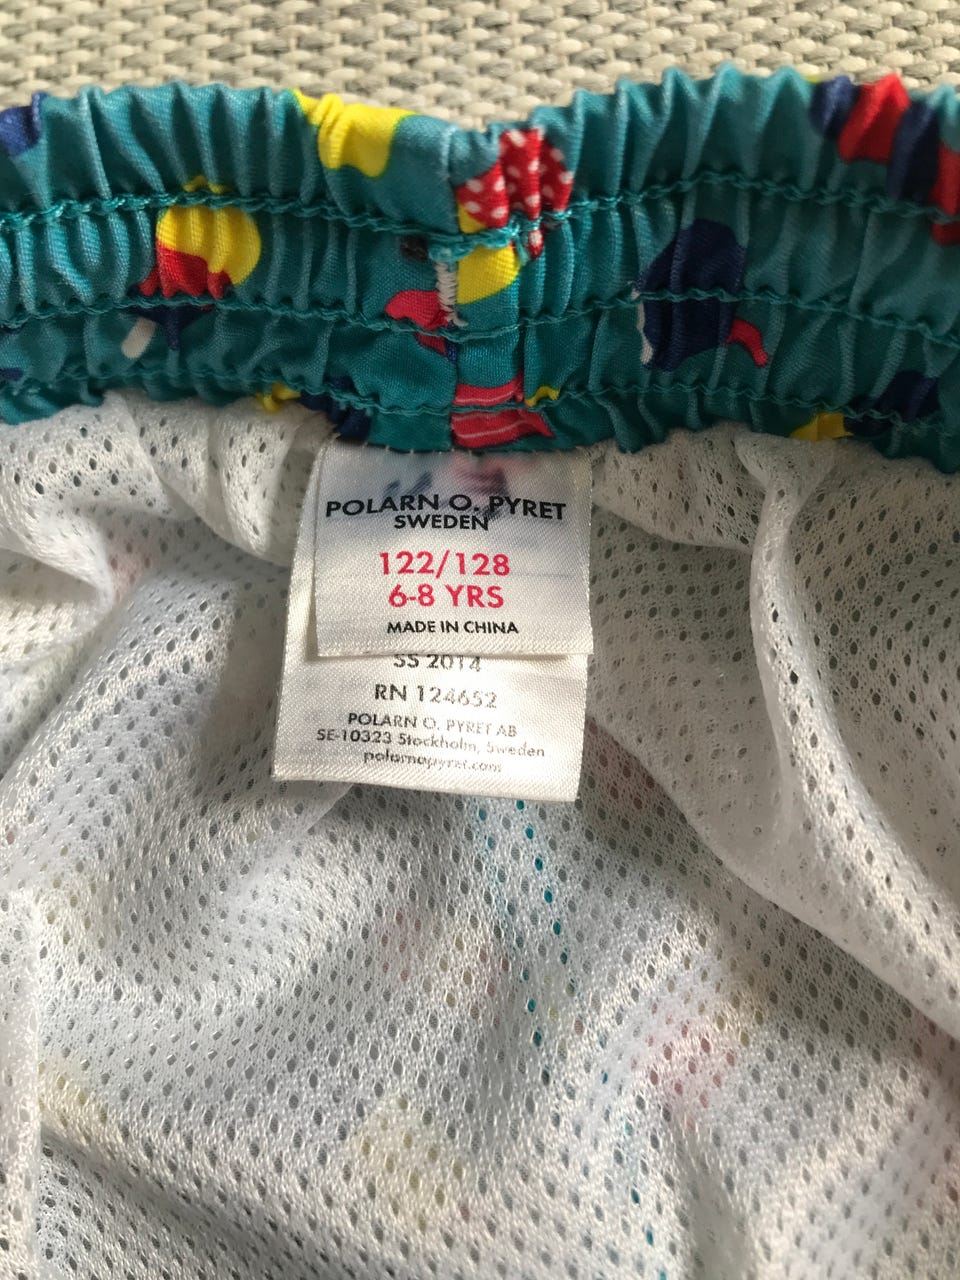 POLARN O. PYRET
SWEDEN
122/128
6-8 YRS
MADE IN CHINA
SS 2014
RN 124652
POLARN O. PYRET AB
SE-10323 Stockholm, Sweden
polarnopyret.com